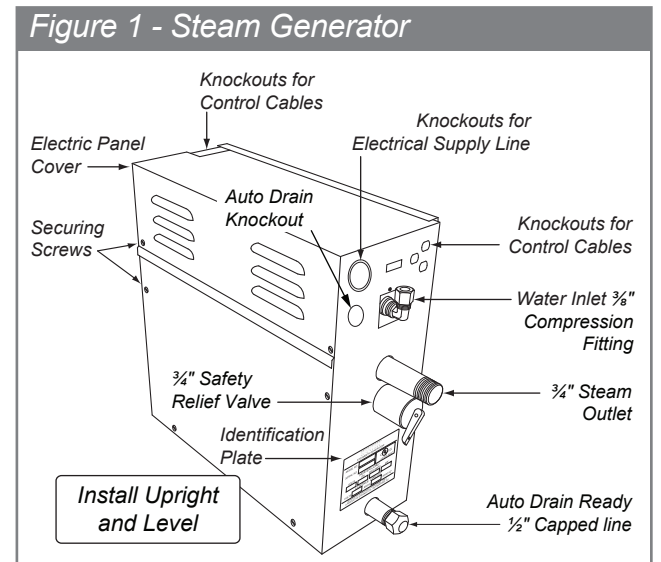 Figure 1 - Steam Generator
Knockouts for
Control Cables
Knockouts for
Electrical Supply Line
Electric Panel
Cover
Auto Drain
Knockout
Securing
Screws
Knockouts for
Control Cables
Water Inlet ⅜"
Compression
Fitting
¾" Safety
Relief Valve
¾" Steam
Outlet
Identification
Plate
Install Upright
and Level
Auto Drain Ready
½" Capped line